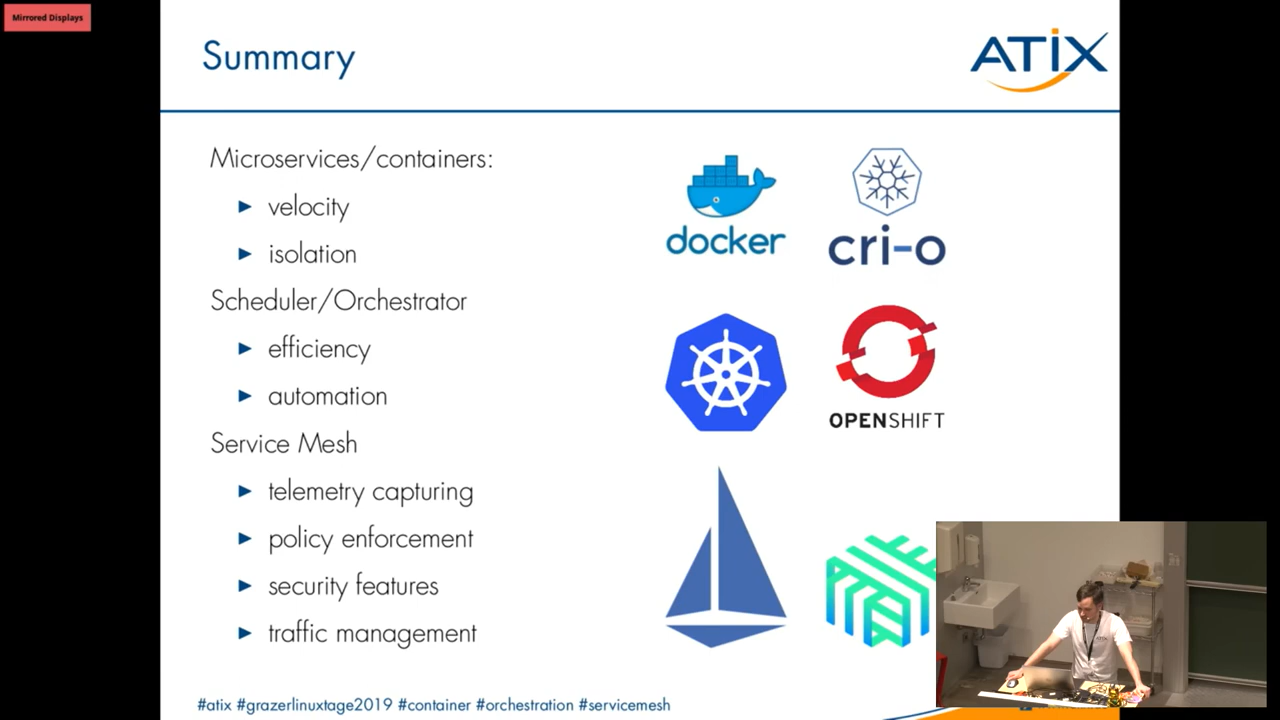 Mirrored Displays
Summary
ATIX
Microservices/containers:
velocity
isolation
Scheduler/Orchestrator
efficiency
automation
Service Mesh
telemetry capturing
policy enforcement
security features
traffic management
docker
cri-o
OPENSHIFT
#atix #grazerlinuxtage2019 #container #orchestration #servicemesh